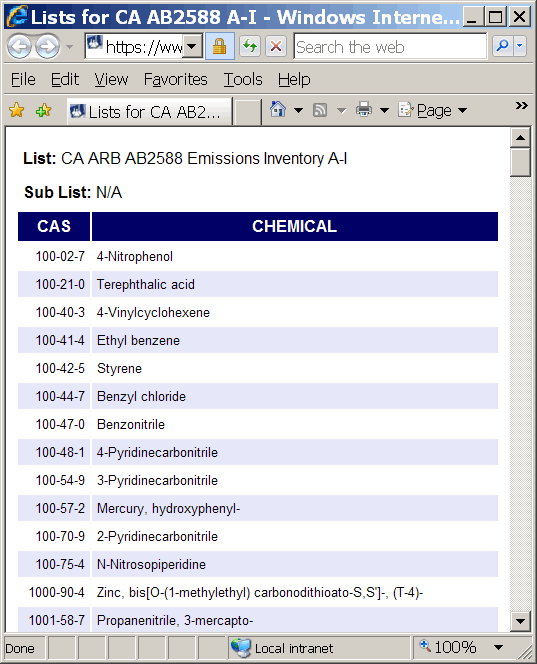 Lists for CA AB2588 A-I - Windows Interne...
https://ww
Search the web
File Edit View Favorites Tools Help
Lists for CA AB2... Page
List: CA ARB AB2588 Emissions Inventory A-I
Sub List: N/A
CAS CHEMICAL
100-02-7 4-Nitrophenol
100-21-0 Terephthalic acid
100-40-3 4-Vinylcyclohexene
100-41-4 Ethyl benzene
100-42-5 Styrene
100-44-7 Benzyl chloride
100-47-0 Benzonitrile
100-48-1 4-Pyridinecarbonitrile
100-54-9 3-Pyridinecarbonitrile
100-57-2 Mercury, hydroxyphenyl-
100-70-9 2-Pyridinecarbonitrile
100-75-4 N-Nitrosopiperidine
1000-90-4 Zinc, bis[O-(1-methylethyl) carbonodithioato-S,S']-, (T-4)-
1001-58-7 Propanenitrile, 3-mercapto-
Done Local intranet 100%